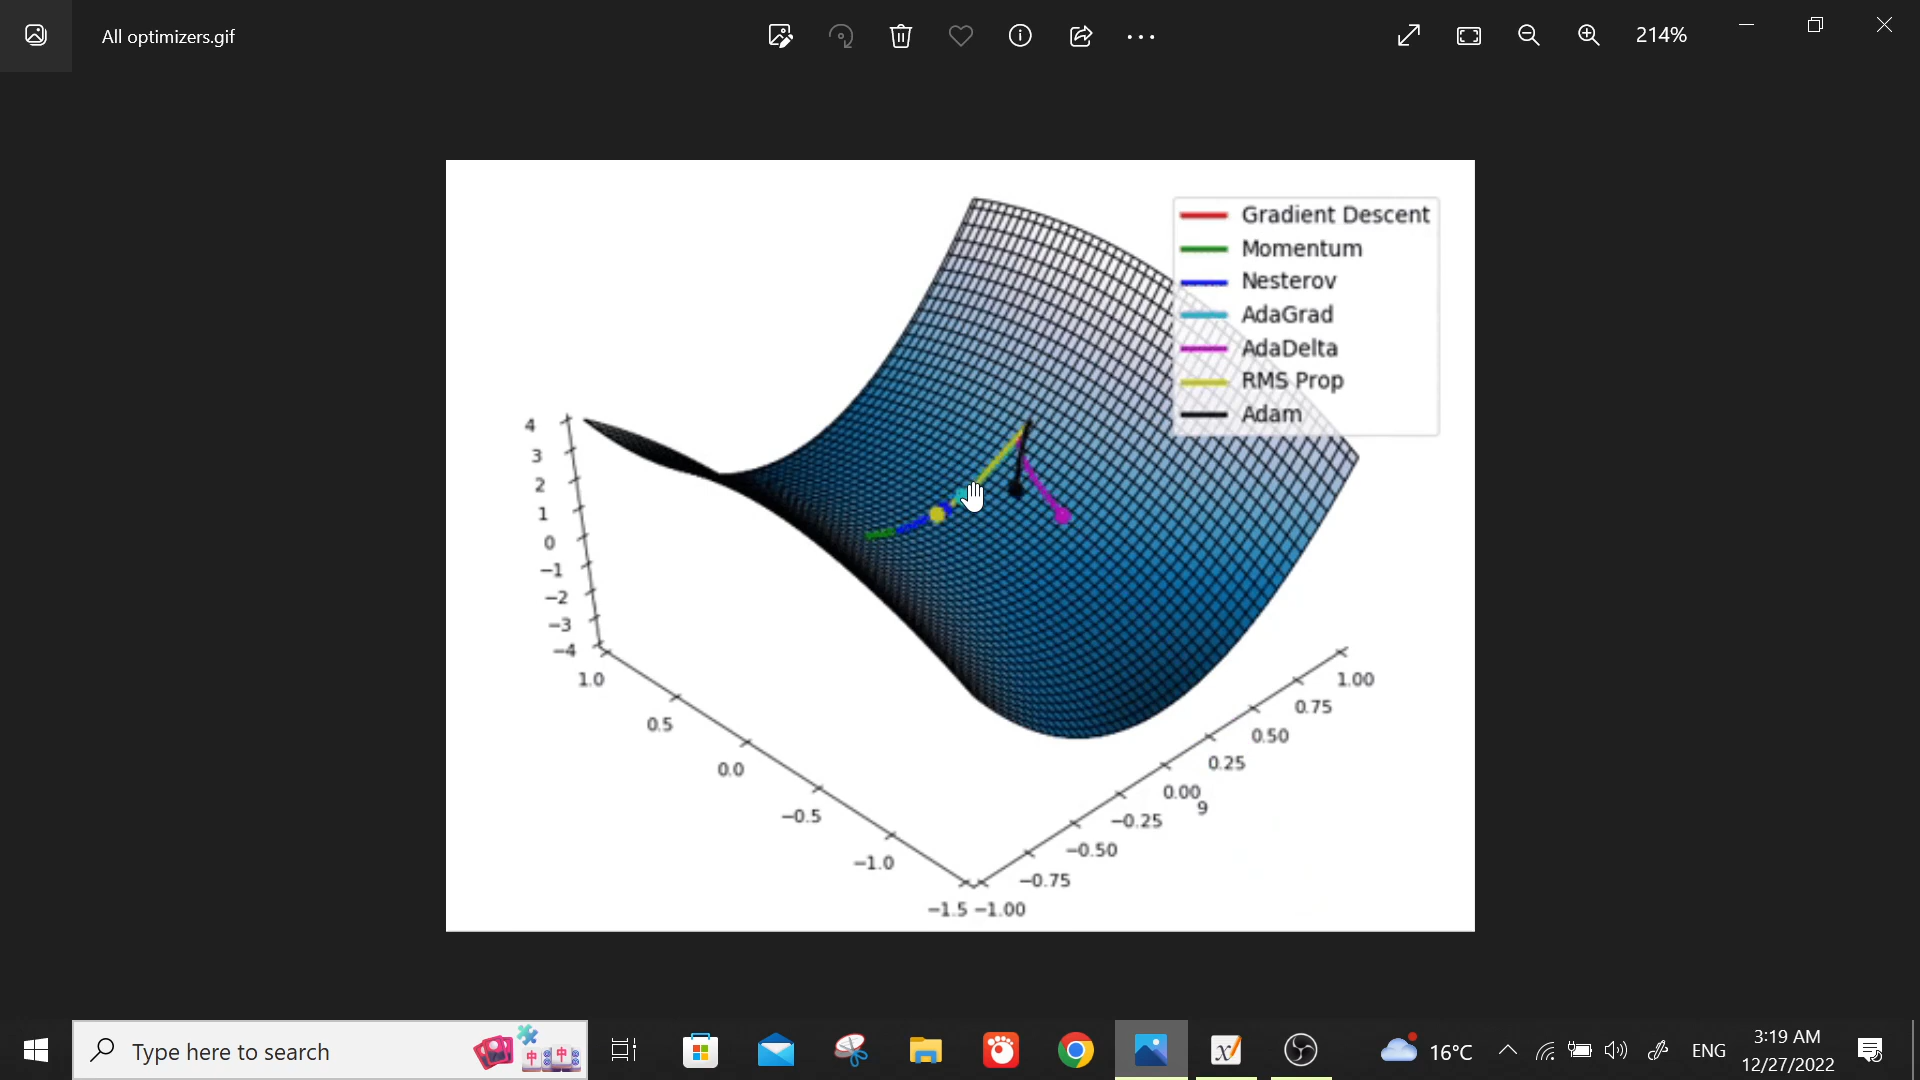 All optimizers.gif
214%
Gradient Descent
Momentum
Nesterov
AdaGrad
AdaDelta
RMS Prop
Adam
4
3
2
1
0
−1
−2
−3
−4
1.0
0.5
0.0
−0.5
−1.0
−1.5
−1.00
−0.75
−0.50
−0.25
0.00
0.25
0.50
0.75
1.00
9
Type here to search
16°C
ENG
3:19 AM
12/27/2022